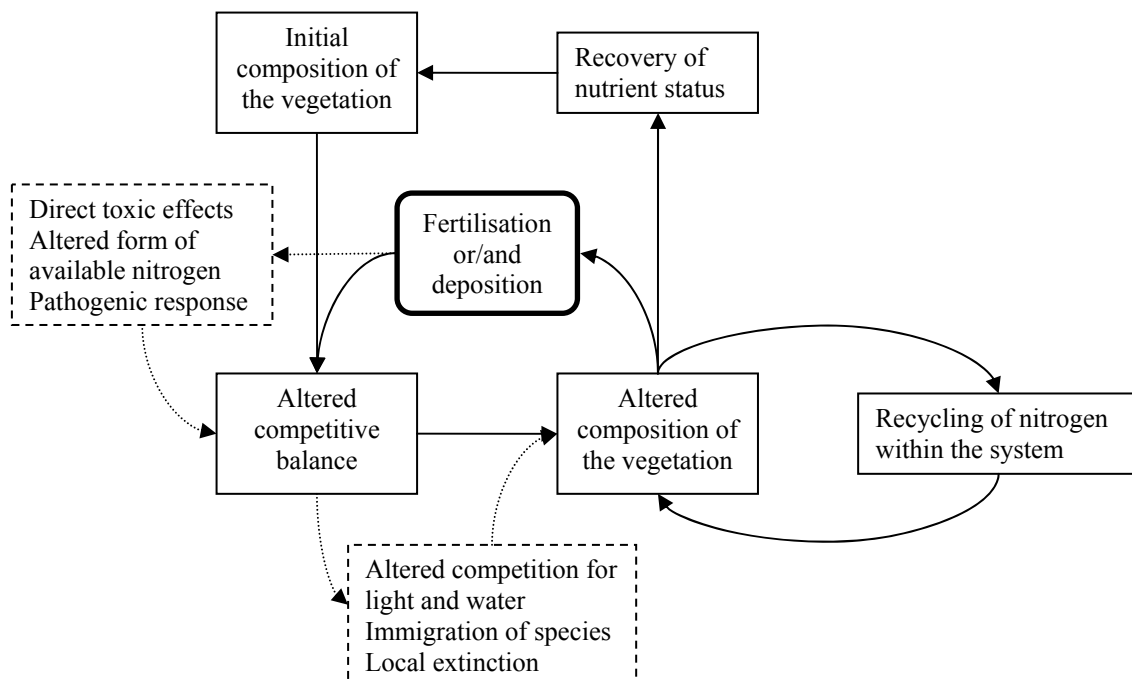 Initial
composition of
the vegetation
Recovery of
nutrient status
Direct toxic effects
Altered form of
available nitrogen
Pathogenic response
Fertilisation
or/and
deposition
Altered
competitive
balance
Altered
composition of
the vegetation
Recycling of nitrogen
within the system
Altered competition for
light and water
Immigration of species
Local extinction